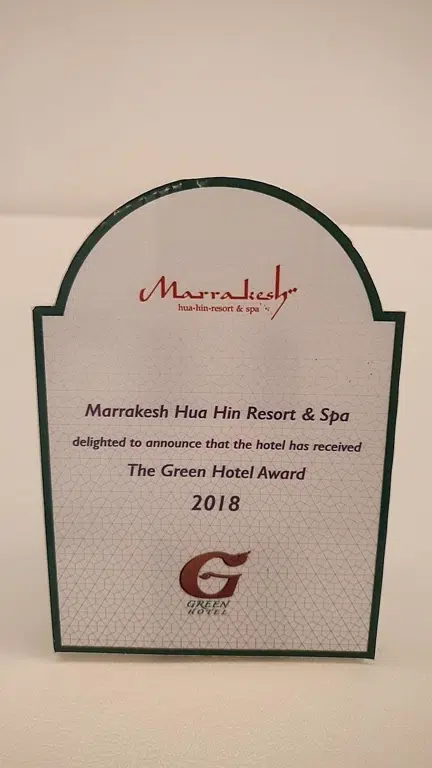 Marrakesh
hua-hin-resort & spa
Marrakesh Hua Hin Resort & Spa
delighted to announce that the hotel has received
The Green Hotel Award
2018
G
GREEN
HOTEL